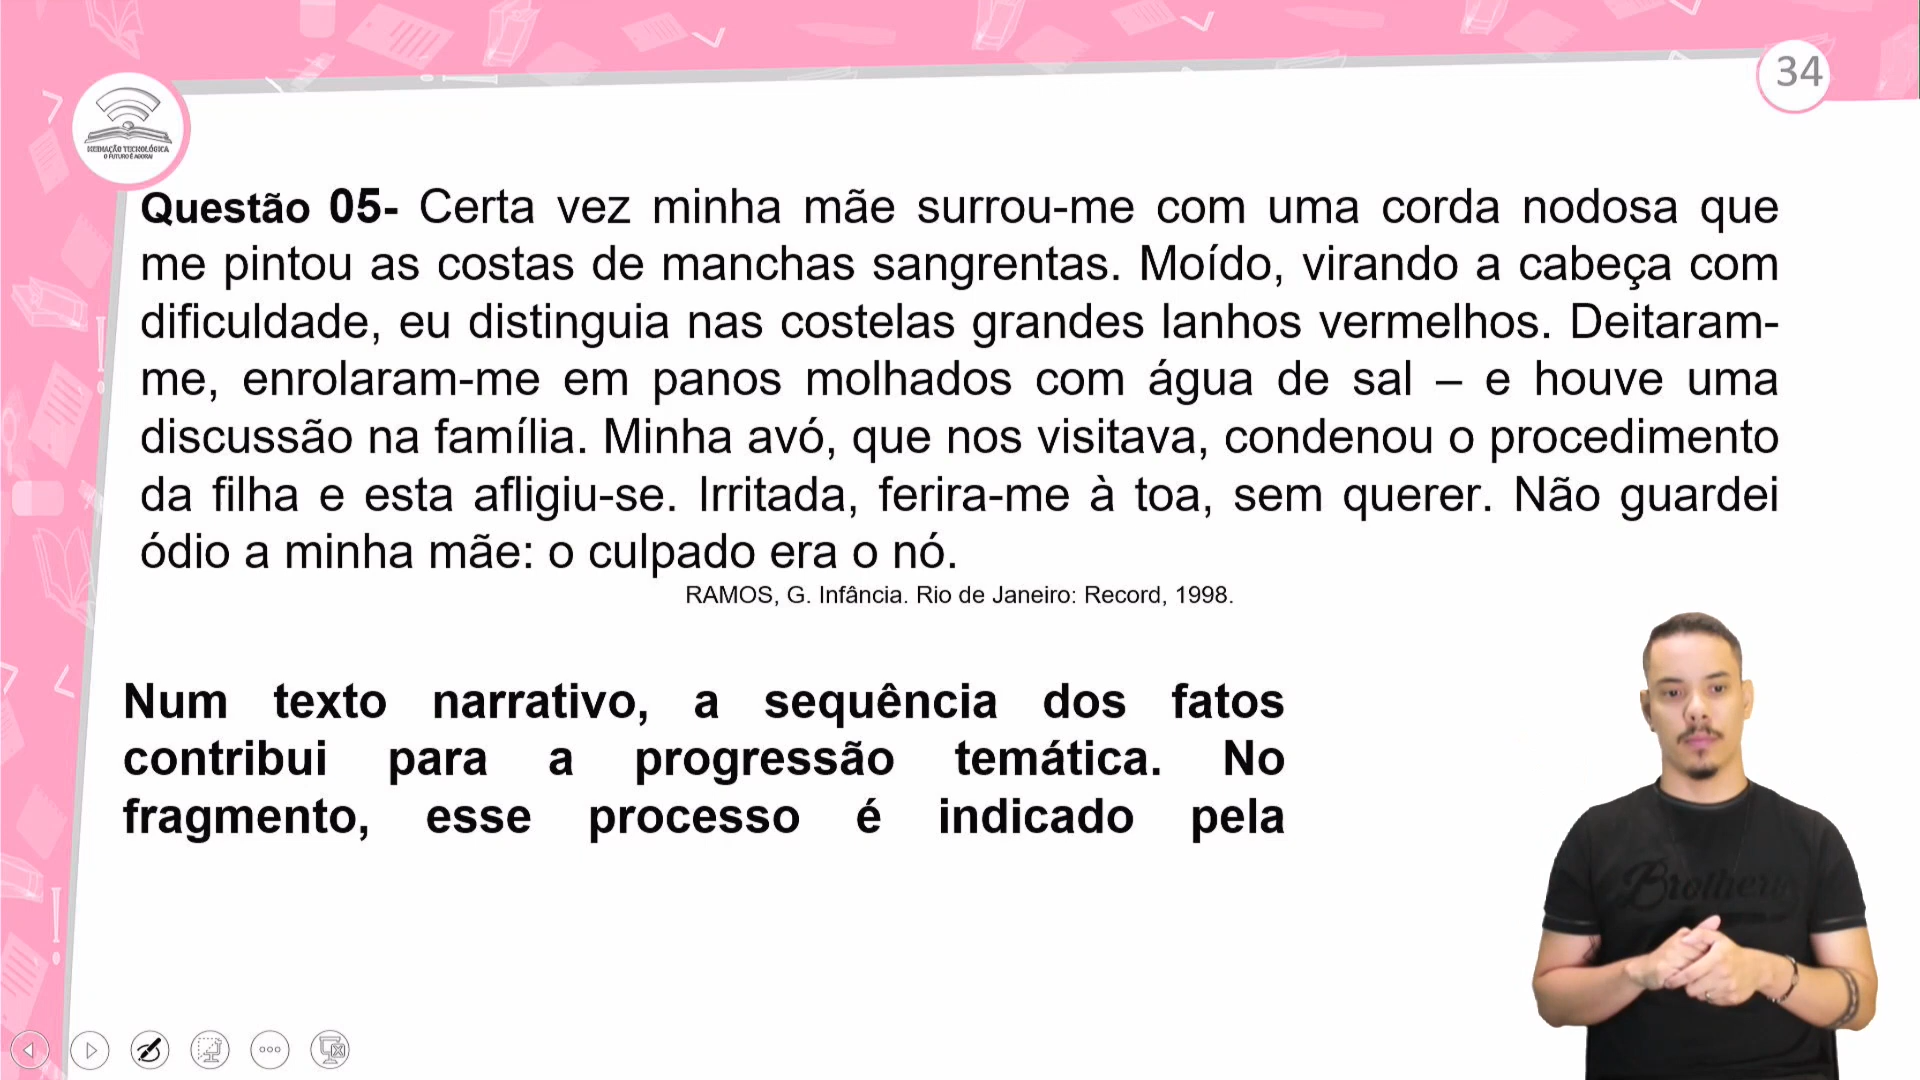 34
MEDIAÇÃO TECNOLÓGICA
O FUTURO É AGORA!
Questão 05- Certa vez minha mãe surrou-me com uma corda nodosa que
me pintou as costas de manchas sangrentas. Moído, virando a cabeça com
dificuldade, eu distinguia nas costelas grandes lanhos vermelhos. Deitaram-
me, enrolaram-me em panos molhados com água de sal – e houve uma
discussão na família. Minha avó, que nos visitava, condenou o procedimento
da filha e esta afligiu-se. Irritada, ferira-me à toa, sem querer. Não guardei
ódio a minha mãe: o culpado era o nó.
RAMOS, G. Infância. Rio de Janeiro: Record, 1998.
Num texto narrativo, a sequência dos fatos
contribui para a progressão temática. No
fragmento, esse processo é indicado pela
Brothers